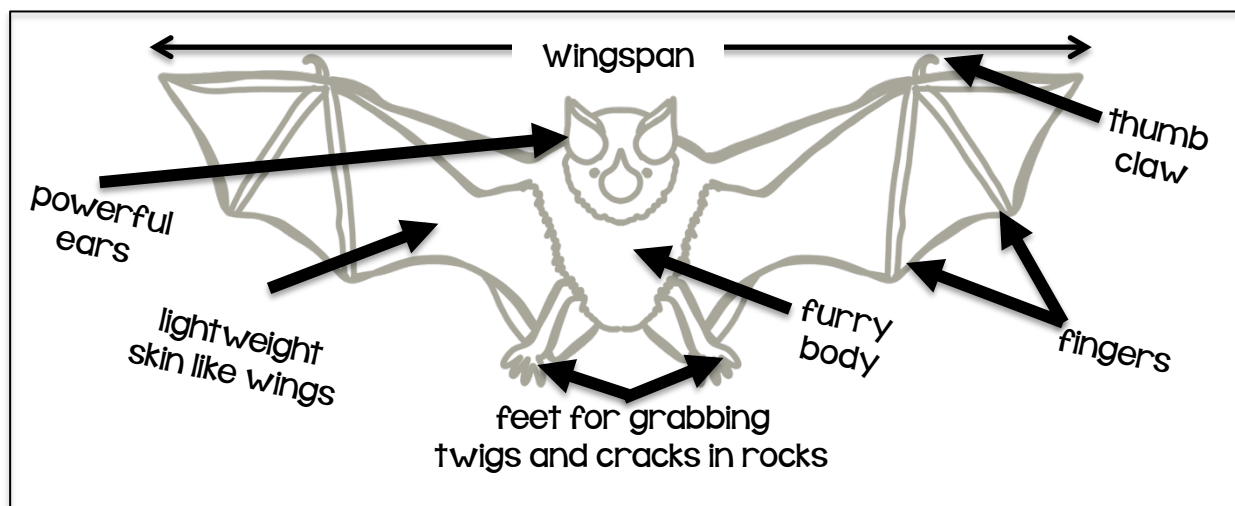 Wingspan
thumb
claw
powerful
ears
lightweight
skin like wings
furry
body
fingers
feet for grabbing
twigs and cracks in rocks